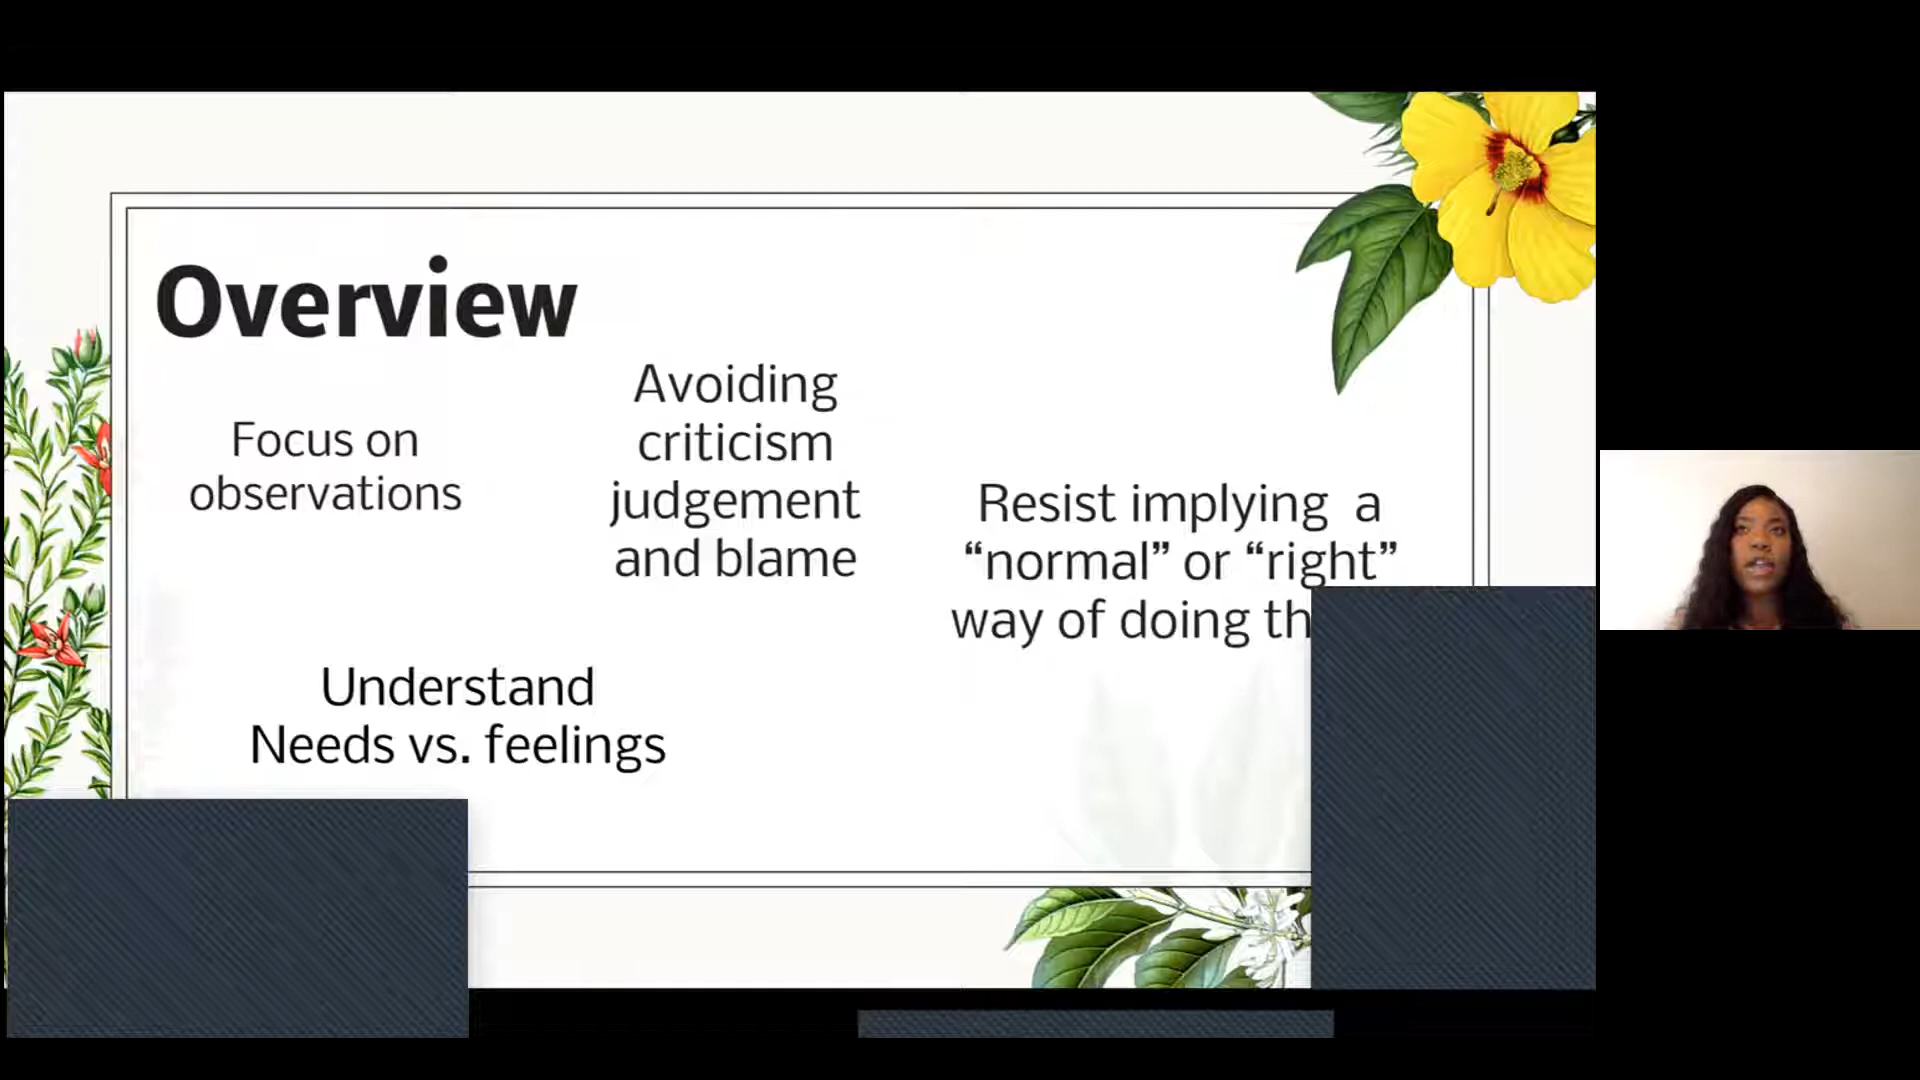 Overview
Focus on
observations
Avoiding
criticism
judgement
and blame
Resist implying a
“normal” or “right”
way of doing
Understand
Needs vs. feelings